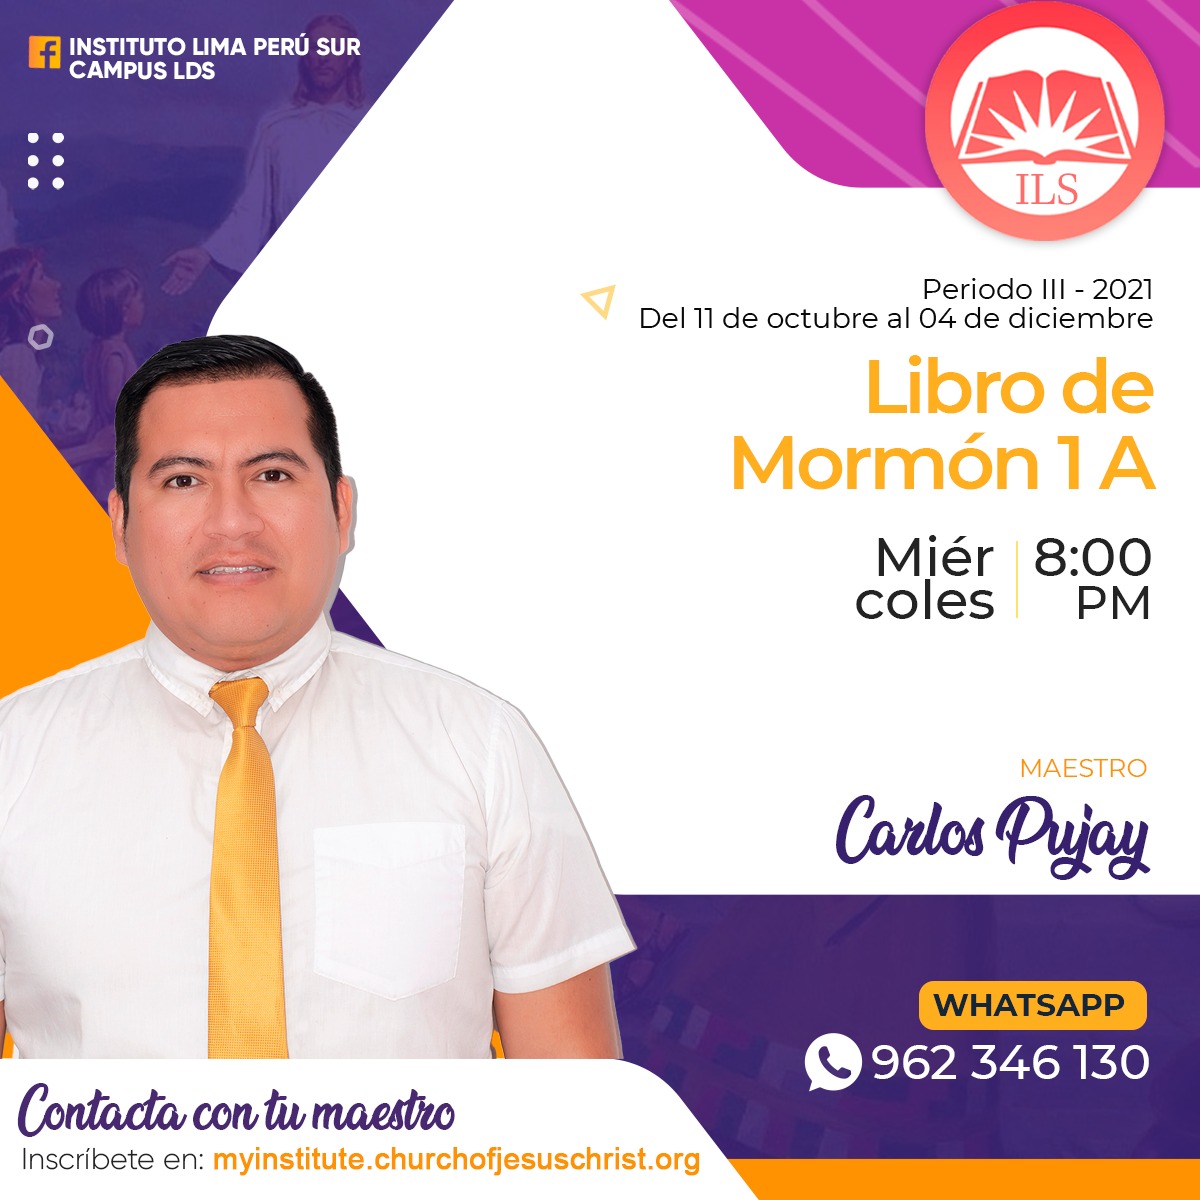 INSTITUTO LIMA PERÚ SUR
CAMPUS LDS
ILS
Periodo III - 2021
Del 11 de octubre al 04 de diciembre
Libro de
Mormón 1 A
Miér
coles
8:00
PM
MAESTRO
Carlos Pujay
WHATSAPP
962 346 130
Contacta con tu maestro
Inscríbete en: myinstitute.churchofjesuschrist.org